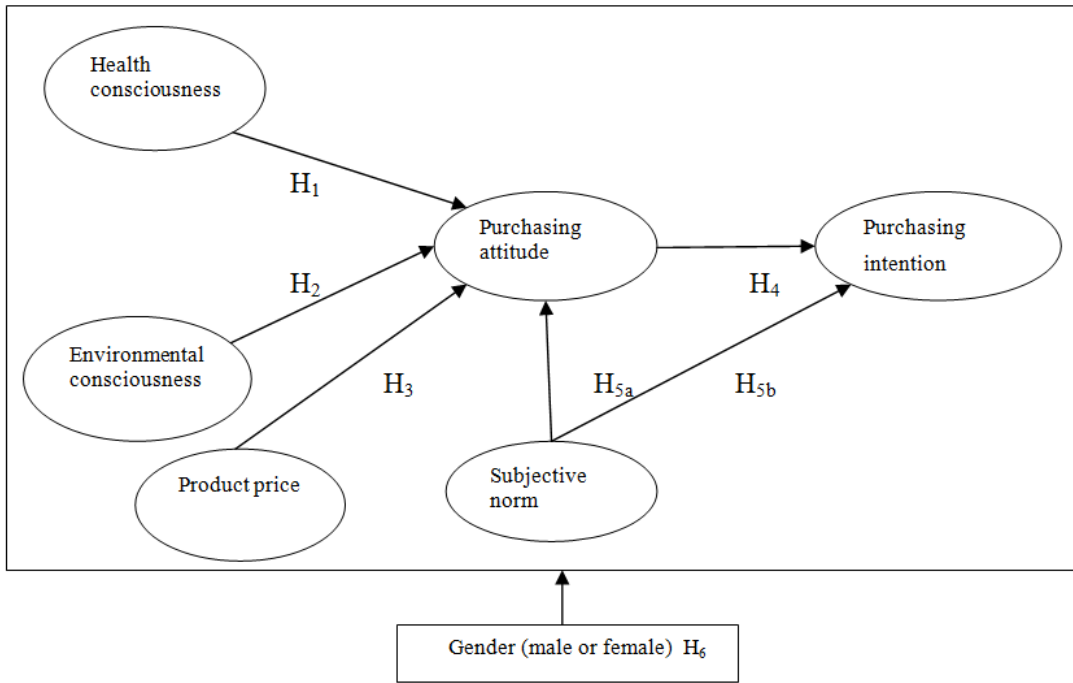 Health
consciousness
H₁
Purchasing
attitude
Purchasing
intention
H₂
H₄
Environmental
consciousness
H₃
H₅ₐ
H₅b
Product price
Subjective
norm
Gender (male or female) H₆